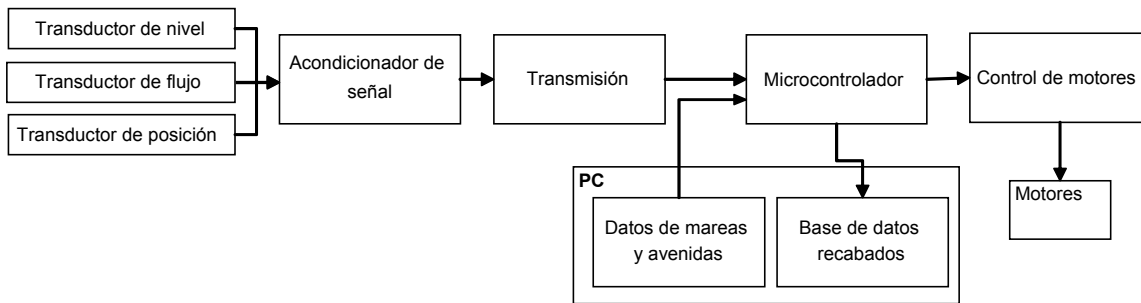 Transductor de nivel
Transductor de flujo
Transductor de posición
Acondicionador de
señal
Transmisión
Microcontrolador
Control de motores
Motores
PC
Datos de mareas
y avenidas
Base de datos
recabados